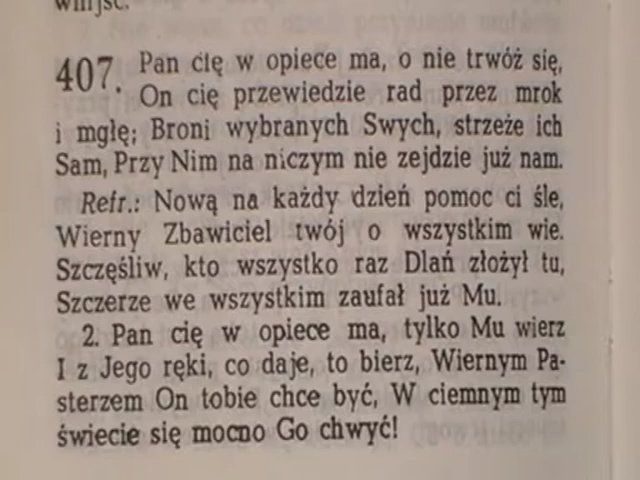 wnijść.
407. Pan cię w opiece ma, o nie trwóż się,
On cię przewiedzie rad przez mrok
i mgłę; Broni wybranych Swych, strzeże ich
Sam, Przy Nim na niczym nie zejdzie już nam.
Refr.: Nową na każdy dzień pomoc ci śle,
Wierny Zbawiciel twój o wszystkim wie.
Szczęśliw, kto wszystko raz Dlań złożył tu,
Szczerze we wszystkim zaufał już Mu.
2. Pan cię w opiece ma, tylko Mu wierz
I z Jego ręki, co daje, to bierz, Wiernym Pa-
sterzem On tobie chce być, W ciemnym tym
świecie się mocno Go chwyć!